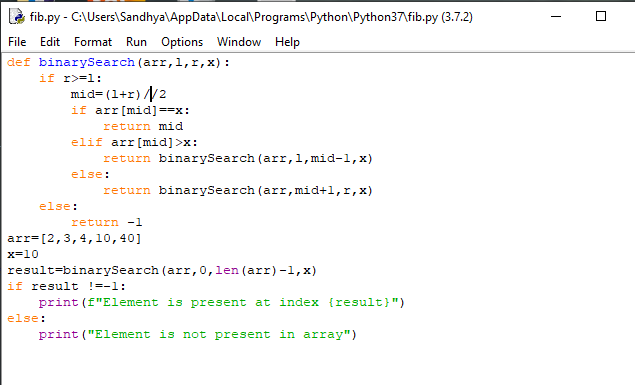 fib.py - C:\Users\Sandhya\AppData\Local\Programs\Python\Python37\fib.py (3.7.2)
File Edit Format Run Options Window Help
def binarySearch(arr,l,r,x):
    if r>=l:
        mid=(l+r)//2
        if arr[mid]==x:
            return mid
        elif arr[mid]>x:
            return binarySearch(arr,l,mid-1,x)
        else:
            return binarySearch(arr,mid+1,r,x)
    else:
        return -1
arr=[2,3,4,10,40]
x=10
result=binarySearch(arr,0,len(arr)-1,x)
if result !=-1:
    print(f"Element is present at index {result}")
else:
    print("Element is not present in array")